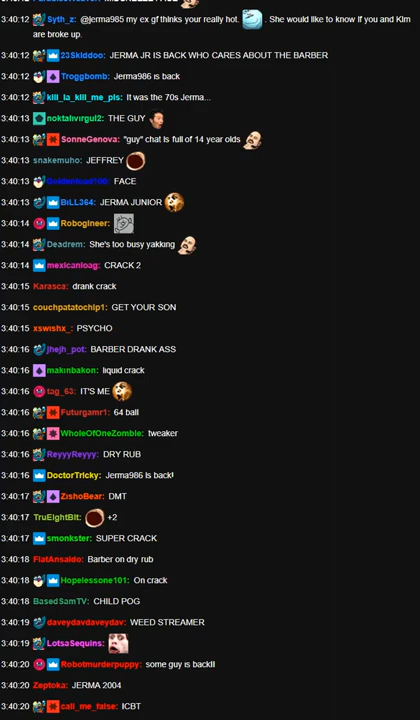 3:40:12 Syth_z: @jerma985 my ex gf thinks your really hot. . She would like to know if you and Kim
are broke up.
3:40:12 23Skiddoo: JERMA JR IS BACK WHO CARES ABOUT THE BARBER
3:40:12 Troggbomb: Jerma986 is back
3:40:12 kill_la_kill_me_pls: It was the 70s Jerma...
3:40:13 noktalivirgul2: THE GUY
3:40:13 SonneGenova: "guy" chat is full of 14 year olds
3:40:13 snakemuho: JEFFREY
3:40:13 FACE
3:40:13 BiLL364: JERMA JUNIOR
3:40:14 Robogineer:
3:40:14 Deadrem: She's too busy yakking
3:40:14 mexicanloag: CRACK 2
3:40:15 Karasca: drank crack
3:40:15 couchpatatochip1: GET YOUR SON
3:40:15 xswishx_: PSYCHO
3:40:16 jhejh_pot: BARBER DRANK ASS
3:40:16 makinbakon: liquid crack
3:40:16 tag_63: IT'S ME
3:40:16 Futurgamr1: 64 ball
3:40:16 WholeOfOneZombie: tweaker
3:40:16 ReyyyReyyy: DRY RUB
3:40:16 DoctorTricky: Jerma986 is back!
3:40:17 ZishoBear: DMT
3:40:17 TruEightBit: +2
3:40:17 smonkster: SUPER CRACK
3:40:18 FlatAnsaldo: Barber on dry rub
3:40:18 Hopelessone101: On crack
3:40:18 BasedSamTV: CHILD POG
3:40:19 daveydavdaveydav: WEED STREAMER
3:40:19 LotsaSequins:
3:40:20 Robotmurderpuppy: some guy is back!!
3:40:20 Zeptoka: JERMA 2004
3:40:20 call_me_false: ICBT